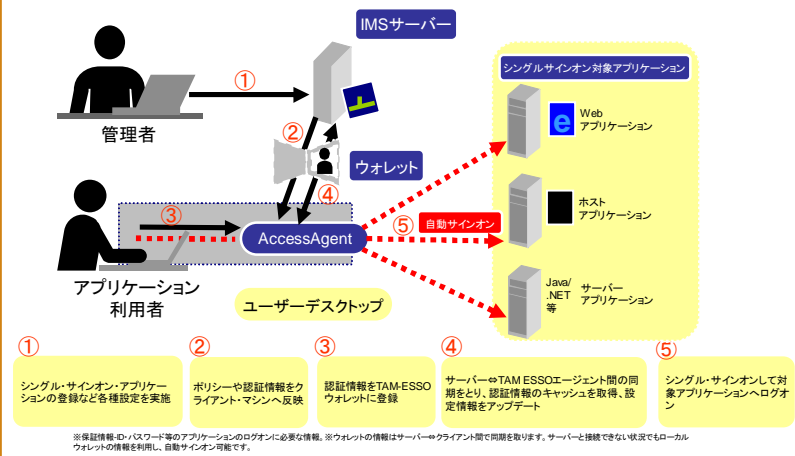 IMSサーバー
①
管理者
②
ウォレット
④
③
AccessAgent
⑤
自動サインオン
アプリケーション
利用者
ユーザーデスクトップ
シングルサインオン対象アプリケーション
e
Web
アプリケーション
ホスト
アプリケーション
Java/
.NET
等
サーバー
アプリケーション
①
シングル・サインオン・アプリケー
ションの登録など各種設定を実施
②
ポリシーや認証情報をク
ライアント・マシンへ反映
③
認証情報をTAM-ESSO
ウォレットに登録
④
サーバー⇔TAM ESSOエージェント間の同
期をとり、認証情報のキャッシュを取得、設
定情報をアップデート
⑤
シングル・サインオンして対
象アプリケーションへログオ
ン
※保証情報-ID・パスワード等のアプリケーションのログオンに必要な情報。※ウォレットの情報はサーバー⇔クライアント間で同期を取ります。サーバーと接続できない状況でもローカル
ウォレットの情報を利用し、自動サインオン可能です。